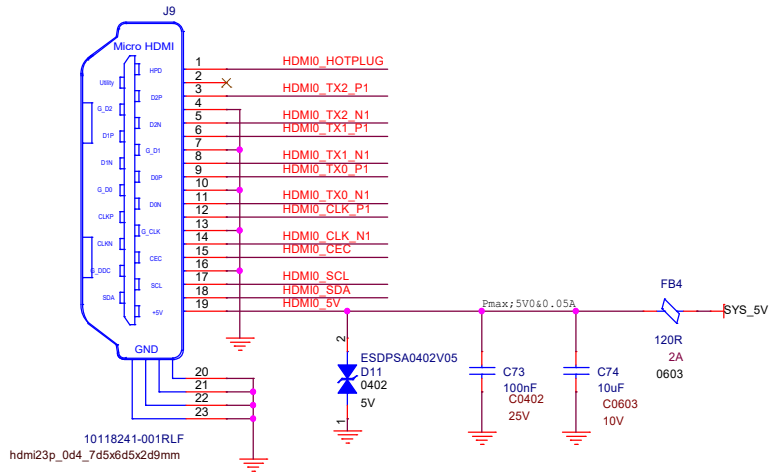 J9
Micro HDMI
HPD
Utility
D2P
G_D2
D2N
D1P
G_D1
D1N
D0P
G_D0
D0N
CLKP
G_CLK
CLKN
CEC
G_DDC
SCL
SDA
+5V
GND
1 HDMI0_HOTPLUG
2
3 HDMI0_TX2_P1
4
5 HDMI0_TX2_N1
6 HDMI0_TX1_P1
7
8 HDMI0_TX1_N1
9 HDMI0_TX0_P1
10
11 HDMI0_TX0_N1
12 HDMI0_CLK_P1
13
14 HDMI0_CLK_N1
15 HDMI0_CEC
16
17 HDMI0_SCL
18 HDMI0_SDA
19 HDMI0_5V
20
21
22
23
10118241-001RLF
hdmi23p_0d4_7d5x6d5x2d9mm
Pmax;5V0&0.05A
FB4
120R
2A
0603
SYS_5V
2
ESDPSA0402V05
D11
0402
5V
1
C73
100nF
C0402
25V
C74
10uF
C0603
10V